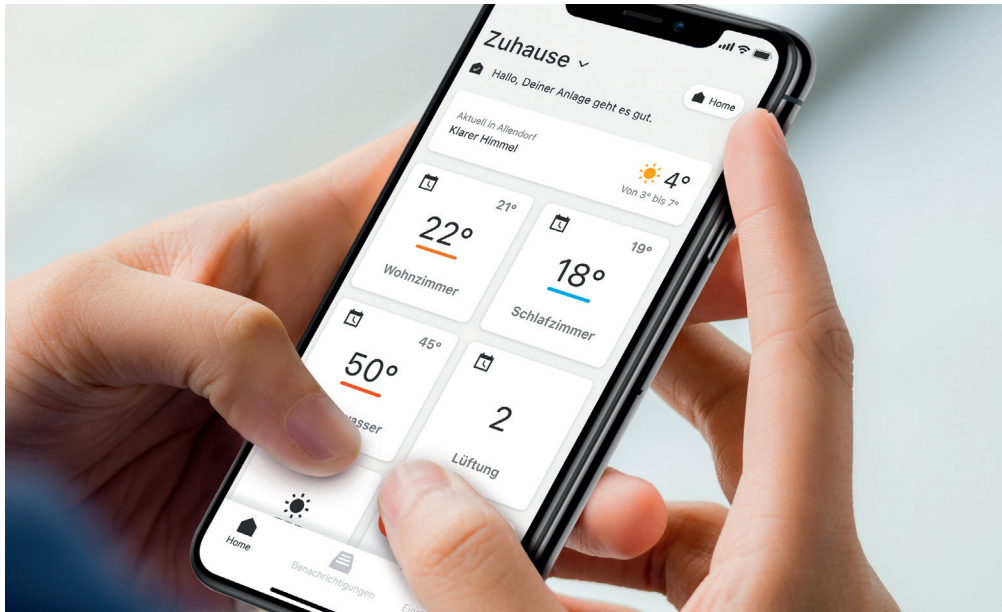 Zuhause
Hallo, Deiner Anlage geht es gut.
Home
Aktuell in Allendorf
Klarer Himmel
4°
Von 3° bis 7°
21°
22°
Wohnzimmer
19°
18°
Schlafzimmer
45°
50°
2
Lüftung
Home
Benachrichtigungen